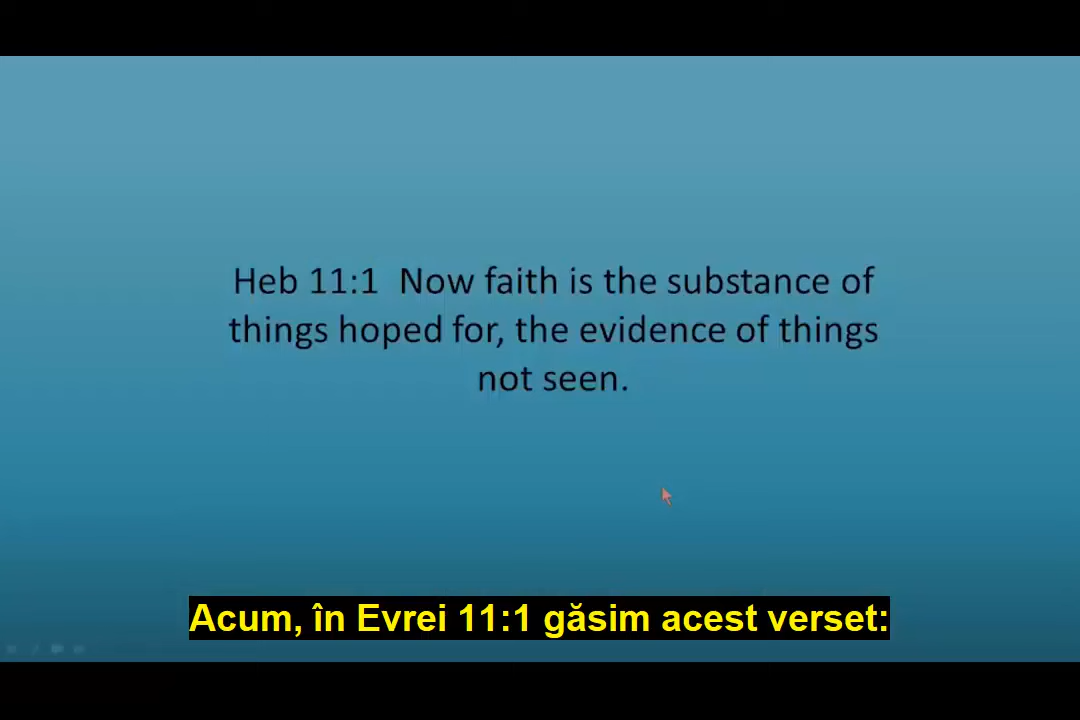 Heb 11:1  Now faith is the substance of
things hoped for, the evidence of things
not seen.
Acum, în Evrei 11:1 găsim acest verset: